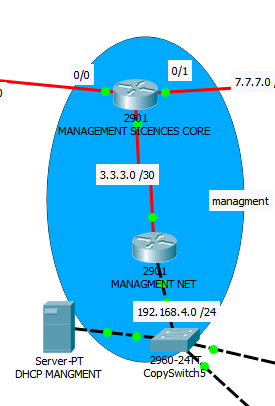 0/0
0/1
7.7.7.0 /
0
2901
MANAGEMENT SICENCES CORE
3.3.3.0 /30
managment
2901
MANAGMENT NET
192.168.4.0 /24
Server-PT
DHCP MANGMENT
2960-24TT
CopySwitch5